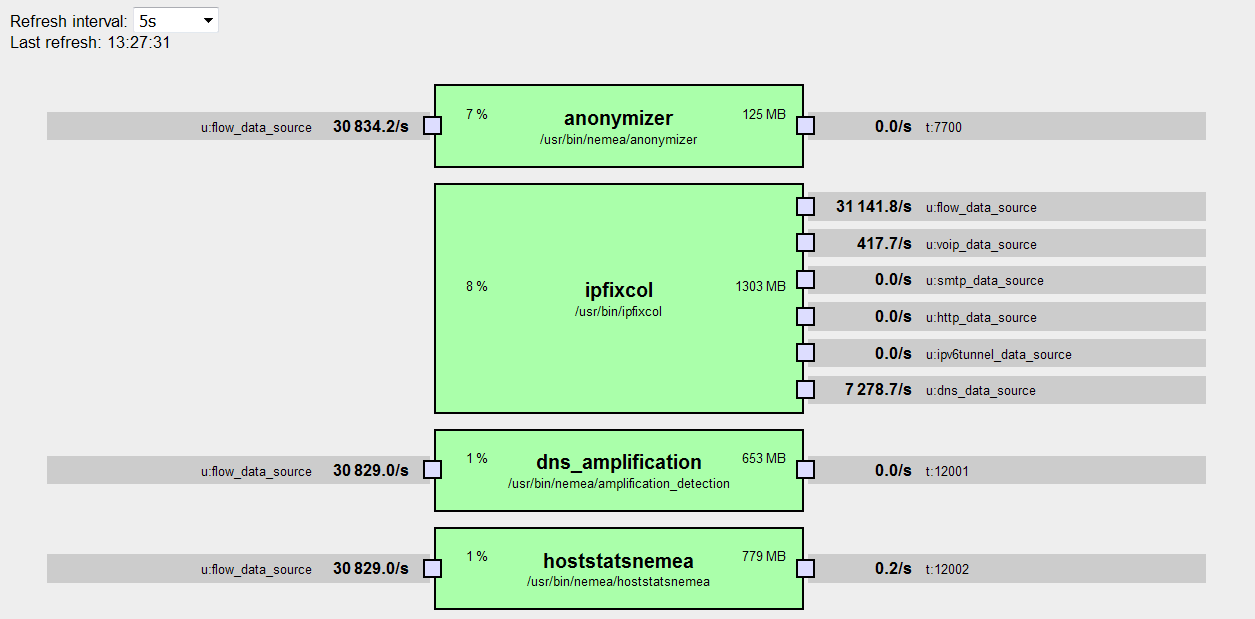 Refresh interval: 5s
Last refresh: 13:27:31
7 % anonymizer 125 MB
u:flow_data_source 30 834.2/s 0.0/s t:7700
/usr/bin/nemea/anonymizer
31 141.8/s u:flow_data_source
417.7/s u:voip_data_source
0.0/s u:smtp_data_source
8 % ipfixcol 1303 MB
/usr/bin/ipfixcol
0.0/s u:http_data_source
0.0/s u:ipv6tunnel_data_source
7 278.7/s u:dns_data_source
1 % dns_amplification 653 MB
u:flow_data_source 30 829.0/s 0.0/s t:12001
/usr/bin/nemea/amplification_detection
1 % hoststatsnemea 779 MB
u:flow_data_source 30 829.0/s 0.2/s t:12002
/usr/bin/nemea/hoststatsnemea